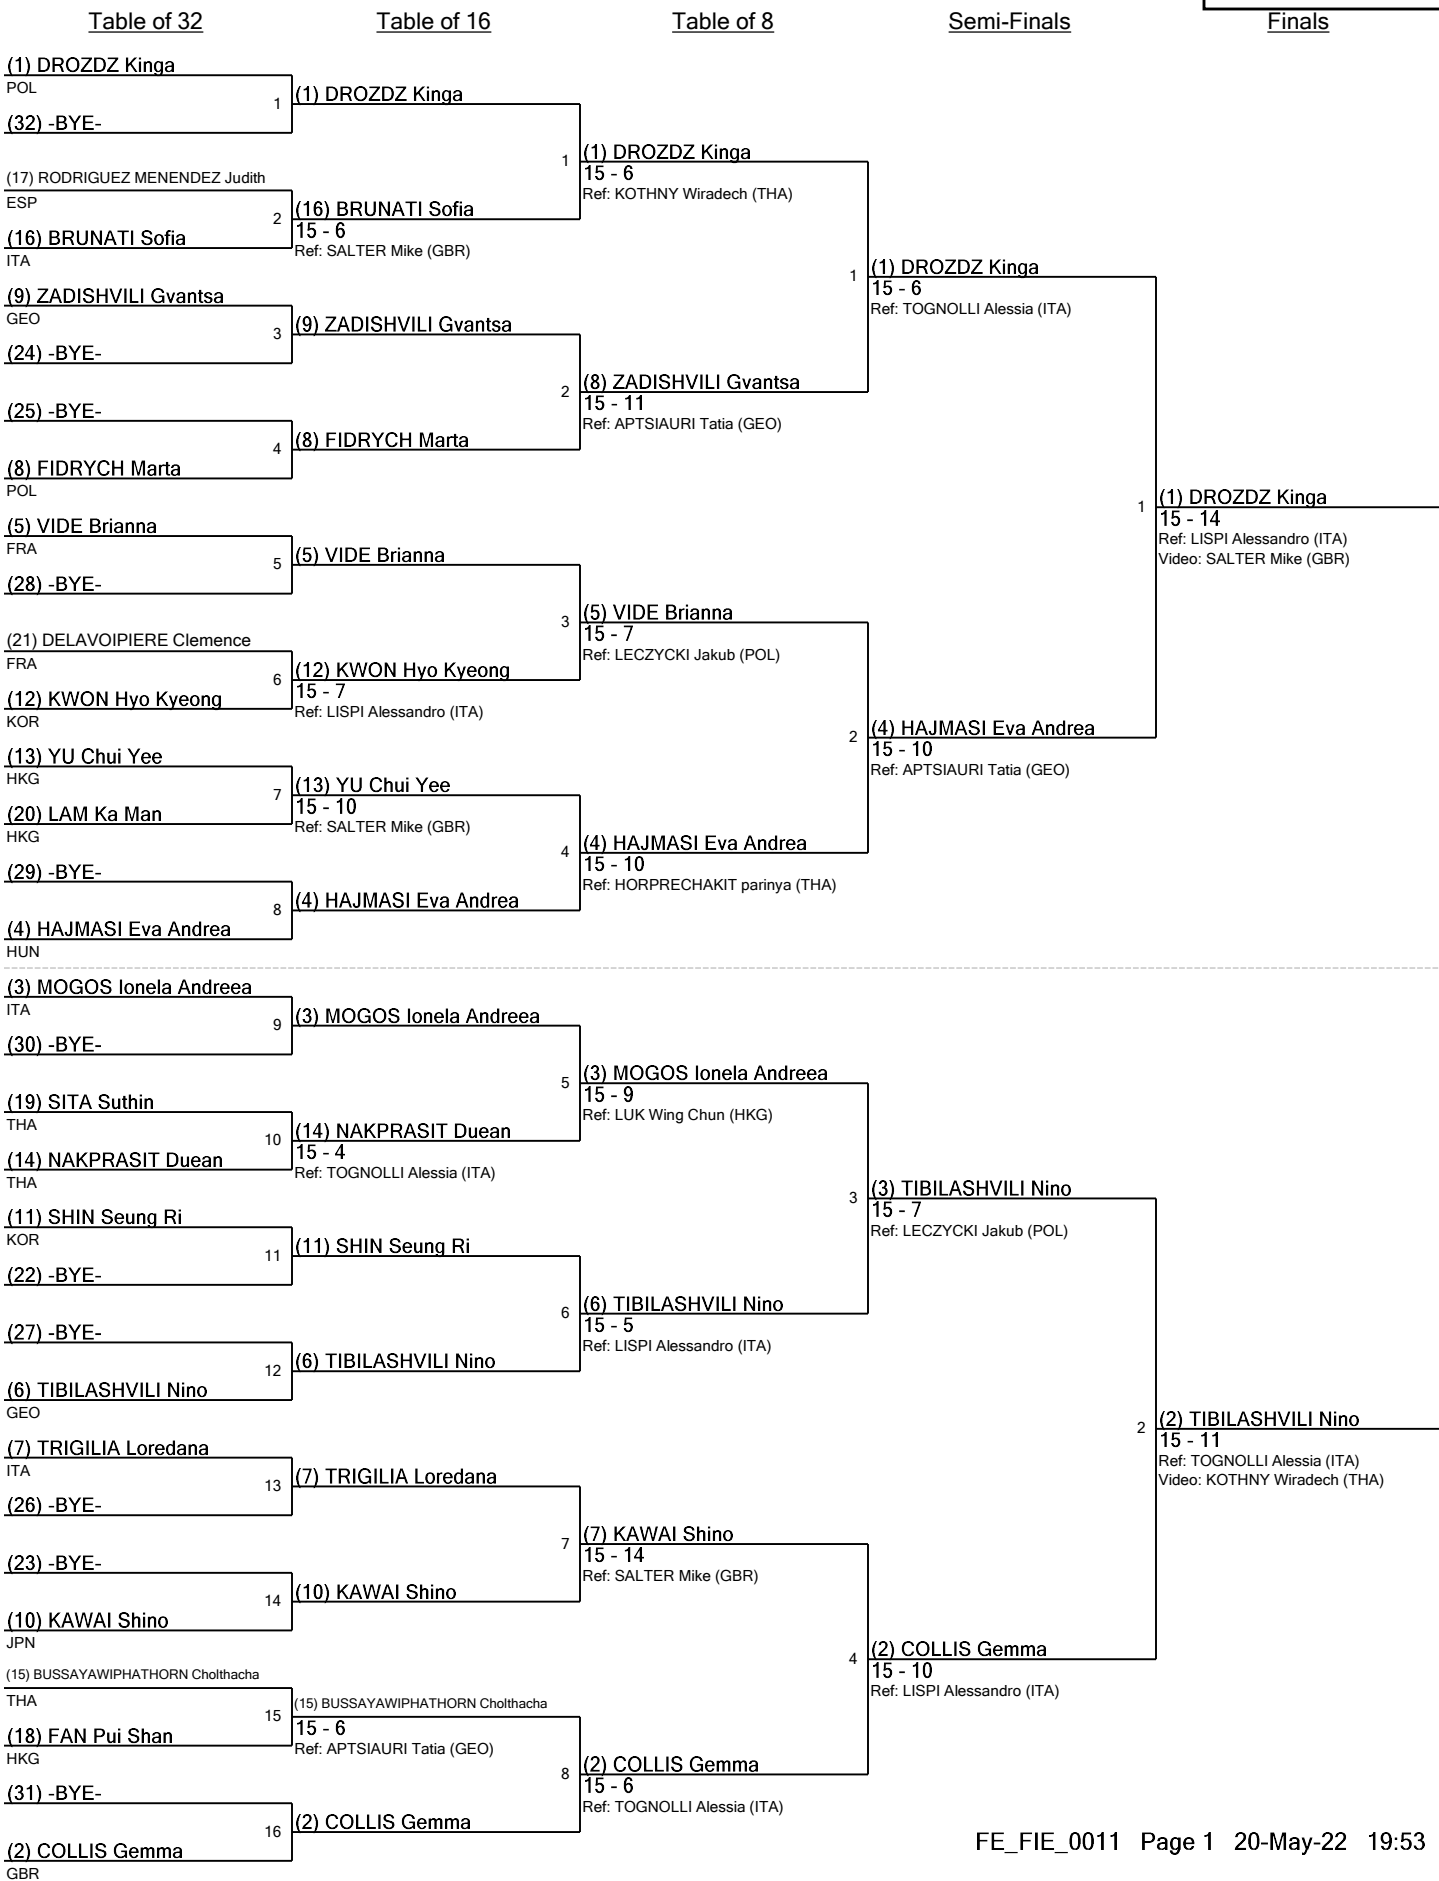 Table of 32
Table of 16
Table of 8
Semi-Finals
Finals
(1) DROZDZ Kinga
POL
1
(32) -BYE-
(17) RODRIGUEZ MENENDEZ Judith
ESP
2
(16) BRUNATI Sofia
ITA
(9) ZADISHVILI Gvantsa
GEO
3
(24) -BYE-
(25) -BYE-
4
(8) FIDRYCH Marta
POL
(5) VIDE Brianna
FRA
5
(28) -BYE-
(21) DELAVOIPIERE Clemence
FRA
6
(12) KWON Hyo Kyeong
KOR
(13) YU Chui Yee
HKG
7
(20) LAM Ka Man
HKG
(29) -BYE-
8
(4) HAJMASI Eva Andrea
HUN
(3) MOGOS Ionela Andreea
ITA
9
(30) -BYE-
(19) SITA Suthin
THA
10
(14) NAKPRASIT Duean
THA
(11) SHIN Seung Ri
KOR
11
(22) -BYE-
(27) -BYE-
12
(6) TIBILASHVILI Nino
GEO
(7) TRIGILIA Loredana
ITA
13
(26) -BYE-
(23) -BYE-
14
(10) KAWAI Shino
JPN
(15) BUSSAYAWIPHATHORN Cholthacha
THA
15
(18) FAN Pui Shan
HKG
(31) -BYE-
16
(2) COLLIS Gemma
GBR
(1) DROZDZ Kinga
1
(16) BRUNATI Sofia
15 - 6
Ref: SALTER Mike (GBR)
(9) ZADISHVILI Gvantsa
2
(8) FIDRYCH Marta
(5) VIDE Brianna
3
(12) KWON Hyo Kyeong
15 - 7
Ref: LISPI Alessandro (ITA)
(13) YU Chui Yee
15 - 10
Ref: SALTER Mike (GBR)
4
(4) HAJMASI Eva Andrea
(3) MOGOS Ionela Andreea
5
(14) NAKPRASIT Duean
15 - 4
Ref: TOGNOLLI Alessia (ITA)
(11) SHIN Seung Ri
6
(6) TIBILASHVILI Nino
(7) TRIGILIA Loredana
7
(10) KAWAI Shino
(15) BUSSAYAWIPHATHORN Cholthacha
15 - 6
Ref: APTSIAURI Tatia (GEO)
8
(2) COLLIS Gemma
(1) DROZDZ Kinga
15 - 6
Ref: KOTHNY Wiradech (THA)
1
(8) ZADISHVILI Gvantsa
15 - 11
Ref: APTSIAURI Tatia (GEO)
(5) VIDE Brianna
15 - 7
Ref: LECZYCKI Jakub (POL)
2
(4) HAJMASI Eva Andrea
15 - 10
Ref: HORPRECHAKIT parinya (THA)
(3) MOGOS Ionela Andreea
15 - 9
Ref: LUK Wing Chun (HKG)
3
(6) TIBILASHVILI Nino
15 - 5
Ref: LISPI Alessandro (ITA)
(7) KAWAI Shino
15 - 14
Ref: SALTER Mike (GBR)
4
(2) COLLIS Gemma
15 - 6
Ref: TOGNOLLI Alessia (ITA)
(1) DROZDZ Kinga
15 - 6
Ref: TOGNOLLI Alessia (ITA)
1
(4) HAJMASI Eva Andrea
15 - 10
Ref: APTSIAURI Tatia (GEO)
(3) TIBILASHVILI Nino
15 - 7
Ref: LECZYCKI Jakub (POL)
2
(2) COLLIS Gemma
15 - 10
Ref: LISPI Alessandro (ITA)
(1) DROZDZ Kinga
15 - 14
Ref: LISPI Alessandro (ITA)
Video: SALTER Mike (GBR)
(2) TIBILASHVILI Nino
15 - 11
Ref: TOGNOLLI Alessia (ITA)
Video: KOTHNY Wiradech (THA)
FE_FIE_0011 Page 1 20-May-22 19:53